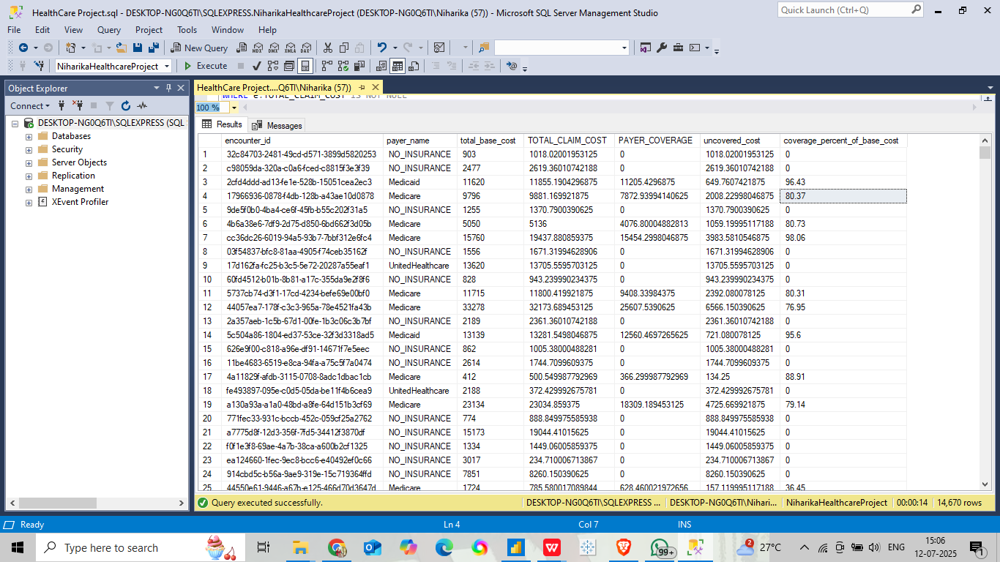 HealthCare Project.sql - DESKTOP-NG0Q6TI\SQLEXPRESS.NiharikaHealthcareProject (DESKTOP-NG0Q6TI\Niharika (57)) - Microsoft SQL Server Management Studio
Quick Launch (Ctrl+Q)
File Edit View Query Project Tools Window Help
New Query MDX DMX XMLA DAX
NiharikaHealthcareProject Execute
Object Explorer
HealthCare Project....Q6TI\Niharika (57))
WHERE e.TOTAL_CLAIM_COST IS NOT NULL
Connect
100 %
DESKTOP-NG0Q6TI\SQLEXPRESS (SQL
Databases
Security
Server Objects
Replication
Management
XEvent Profiler
Results Messages
encounter_id payer_name total_base_cost TOTAL_CLAIM_COST PAYER_COVERAGE uncovered_cost coverage_percent_of_base_cost
1 32c84703-2481-49cd-d571-3899d5820253 NO_INSURANCE 903 1018.02001953125 0 1018.02001953125 0
2 c98059da-320a-c0a6-fced-c8815f3e3f39 NO_INSURANCE 2477 2619.36010742188 0 2619.36010742188 0
3 2cfd4ddd-ad13-fe1e-528b-15051cea2ec3 Medicaid 11620 11855.1904296875 11205.4296875 649.7607421875 96.43
4 17966936-0878-f4db-128b-a43ae10d0878 Medicare 9796 9881.169921875 7872.93994140625 2008.22998046875 80.37
5 9de5f0b0-4ba4-ce6f-45fb-b55c202f31a5 NO_INSURANCE 1255 1370.7900390625 0 1370.7900390625 0
6 4b6a38e6-7df9-2d75-d850-6bd662f3d05b Medicare 5050 5136 4076.80004882813 1059.19995117188 80.73
7 cc36dc26-6019-94a5-93b7-7bbf312e6fc4 Medicare 15760 19437.880859375 15454.2998046875 3983.5810546875 98.06
8 03f54837-bfc8-81aa-4905-f74ceb35162f NO_INSURANCE 1556 1671.31994628906 0 1671.31994628906 0
9 17d162fa-fc25-b3c5-5e72-20287a55eaf1 UnitedHealthcare 13620 13705.5595703125 0 13705.5595703125 0
10 60fd4512-b01b-8b81-a17c-355da9e2f8f6 NO_INSURANCE 828 943.239990234375 0 943.239990234375 0
11 5737cb74-d3f1-17cd-4234-befe69e00bf0 Medicare 11715 11800.419921875 9408.33984375 2392.080078125 80.31
12 44057ea7-178f-c3c3-965a-78e4521fa43b Medicare 33278 32173.689453125 25607.5390625 6566.150390625 76.95
13 2a357aeb-1c5b-67d1-00fe-1b3c06c3b7bf NO_INSURANCE 2189 2361.36010742188 0 2361.36010742188 0
14 5c504a86-1804-ed37-53ce-32f3d3318ad5 Medicaid 13139 13281.5498046875 12560.4697265625 721.080078125 95.6
15 626e9f00-c818-a96e-df91-14671f7e5eec NO_INSURANCE 862 1005.38000488281 0 1005.38000488281 0
16 11be4683-6519-e8ca-94fa-a75c5f7a0474 NO_INSURANCE 2614 1744.7099609375 0 1744.7099609375 0
17 4a11829f-afdb-3115-0708-8adc1dbac1cb Medicare 412 500.549987792969 366.299987792969 134.25 88.91
18 fe493897-095e-c0d5-05da-be11f4b6cea9 UnitedHealthcare 2188 372.429992675781 0 372.429992675781 0
19 a130a93a-a1a0-48bd-a8fe-64d151b3cf69 Medicare 23134 23034.859375 18309.189453125 4725.669921875 79.14
20 771fec33-931c-bccb-452c-059cf25a2762 NO_INSURANCE 774 888.849975585938 0 888.849975585938 0
21 a7775d8f-12d3-356f-7fd5-34412f3870df NO_INSURANCE 15173 19044.41015625 0 19044.41015625 0
22 f0f1e3f8-69ae-4a7b-38ca-a600b2cf1325 NO_INSURANCE 1334 1449.06005859375 0 1449.06005859375 0
23 ea124660-1fec-9ec8-bcc6-e40492ef0c66 NO_INSURANCE 3017 234.710006713867 0 234.710006713867 0
24 914cbd5c-b56a-9ae9-319e-15c719364ffd NO_INSURANCE 7851 8260.150390625 0 8260.150390625 0
25 44550e61-9446-a67b-e125-466d70d3647d Medicare 1724 785.580017089844 628.460021972656 157.119995117188 36.45
Query executed successfully. DESKTOP-NG0Q6TI\SQLEXPRESS ... DESKTOP-NG0Q6TI\Nihari... NiharikaHealthcareProject 00:00:14 14,670 rows
Ready Ln 4 Col 7 INS
Type here to search 99+ 2 27°C ENG 15:06
12-07-2025 1